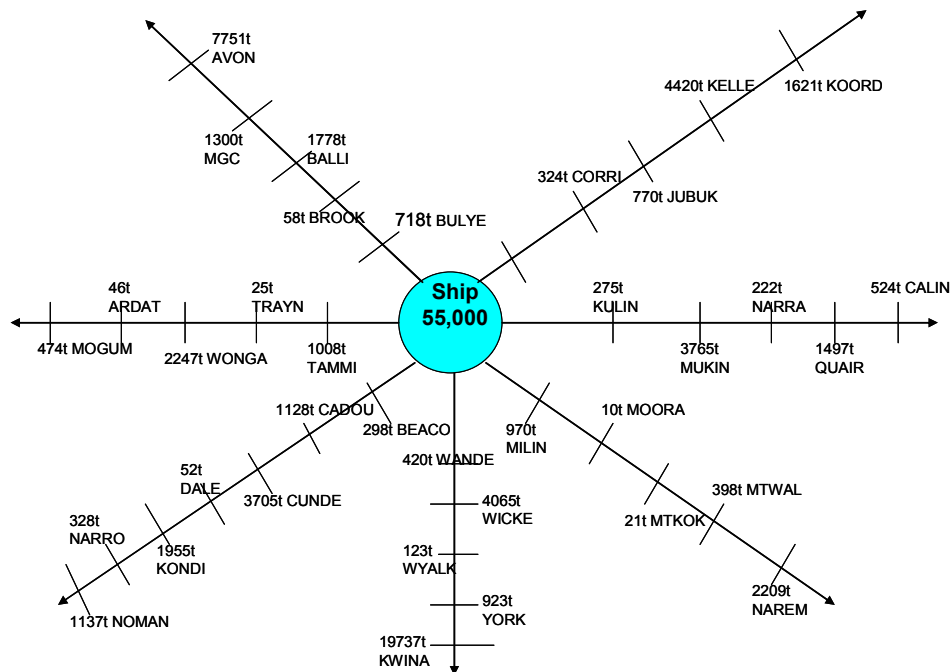 7751t
AVON
1300t
MGC
1778t
BALLI
58t BROOK
718t BULYE
4420t KELLE
1621t KOORD
324t CORRI
770t JUBUK
Ship
55,000
46t
ARDAT
25t
TRAYN
474t MOGUM
2247t WONGA
1008t
TAMMI
275t
KULIN
222t
NARRA
524t CALIN
3765t
MUKIN
1497t
QUAIR
1128t CADOU
298t BEACO
52t
DALE
3705t CUNDE
328t
NARRO
1955t
KONDI
1137t NOMAN
420t WANDE
4065t
WICKE
123t
WYALK
923t
YORK
19737t
KWINA
970t
MILIN
10t MOORA
398t MTWAL
21t MTKOK
2209t
NAREM